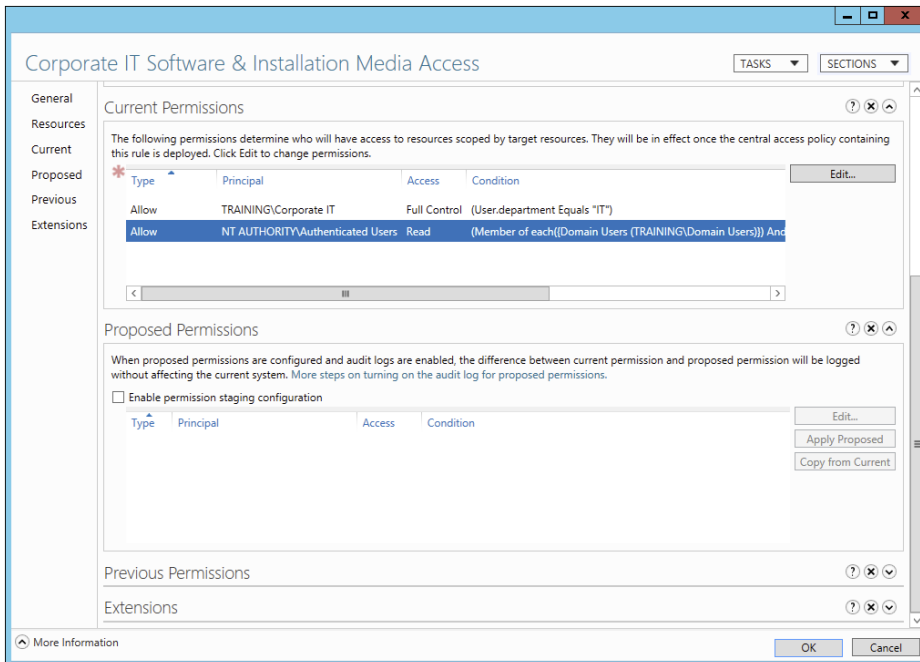 Corporate IT Software & Installation Media Access
TASKS
SECTIONS
General
Resources
Current
Proposed
Previous
Extensions
Current Permissions
The following permissions determine who will have access to resources scoped by target resources. They will be in effect once the central access policy containing
this rule is deployed. Click Edit to change permissions.
Type Principal Access Condition
Edit...
Allow TRAINING\Corporate IT Full Control (User.department Equals "IT")
Allow NT AUTHORITY\Authenticated Users Read (Member of each({Domain Users (TRAINING\Domain Users)}) And
Proposed Permissions
When proposed permissions are configured and audit logs are enabled, the difference between current permission and proposed permission will be logged
without affecting the current system. More steps on turning on the audit log for proposed permissions.
Enable permission staging configuration
Type Principal Access Condition
Edit...
Apply Proposed
Copy from Current
Previous Permissions
Extensions
More Information
OK
Cancel